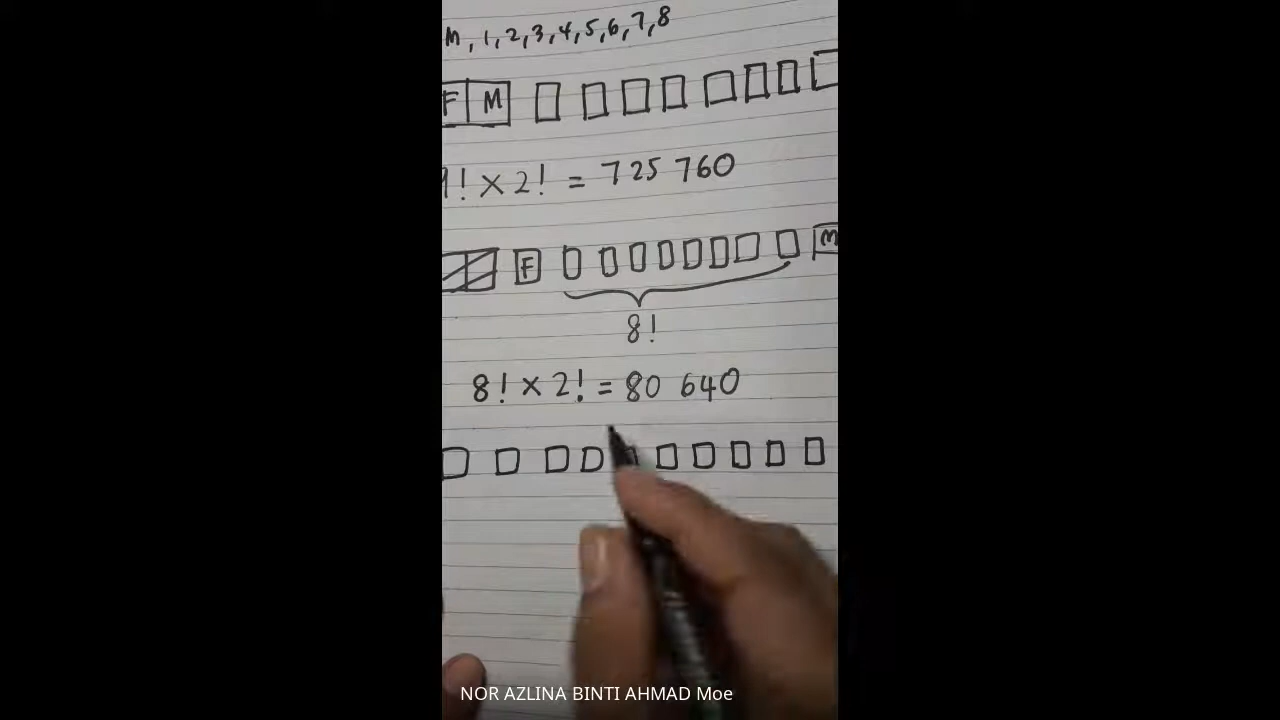 M, 1, 2, 3, 4, 5, 6, 7, 8
F M
9! × 2! = 725 760
F M
8!
8! × 2! = 80 640
NOR AZLINA BINTI AHMAD Moe